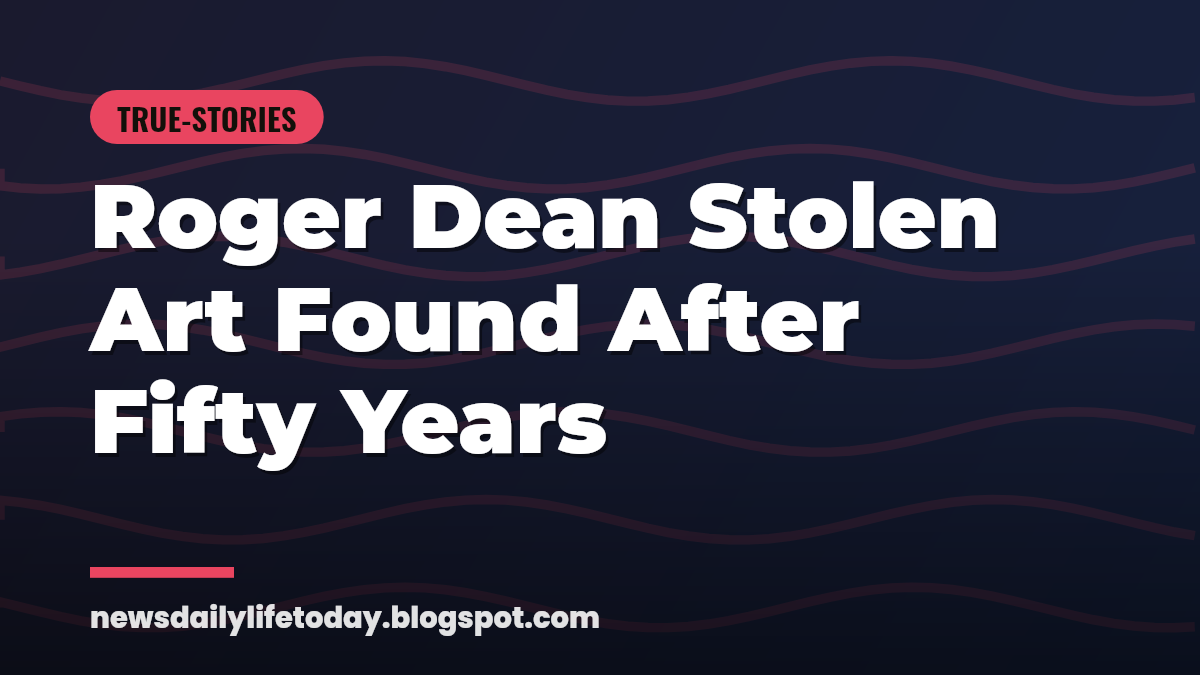 TRUE-STORIES
Roger Dean Stolen
Art Found After
Fifty Years
newsdailylifetoday.blogspot.com